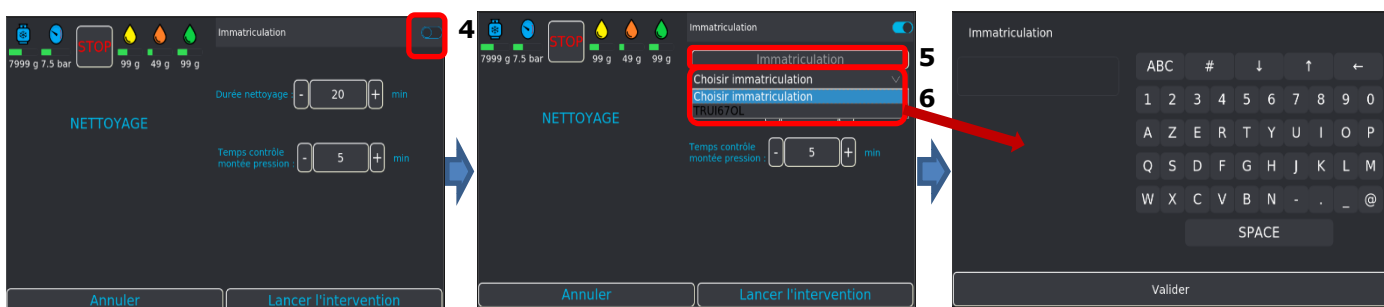 Immatriculation
4
STOP
7999 g 7.5 bar 99 g 49 g 99 g
Durée nettoyage : - 20 + min
NETTOYAGE
Temps contrôle
montée pression : - 5 + min
Annuler Lancer l'intervention
Immatriculation
STOP
7999 g 7.5 bar 99 g 49 g 99 g
Immatriculation
5
Choisir immatriculation
Choisir immatriculation
6
TRUI67OL
NETTOYAGE
Temps contrôle
montée pression : - 5 + min
Annuler Lancer l'intervention
Immatriculation
ABC # ↓ ↑ ←
1 2 3 4 5 6 7 8 9 0
A Z E R T Y U I O P
Q S D F G H J K L M
W X C V B N - . _ @
SPACE
Valider